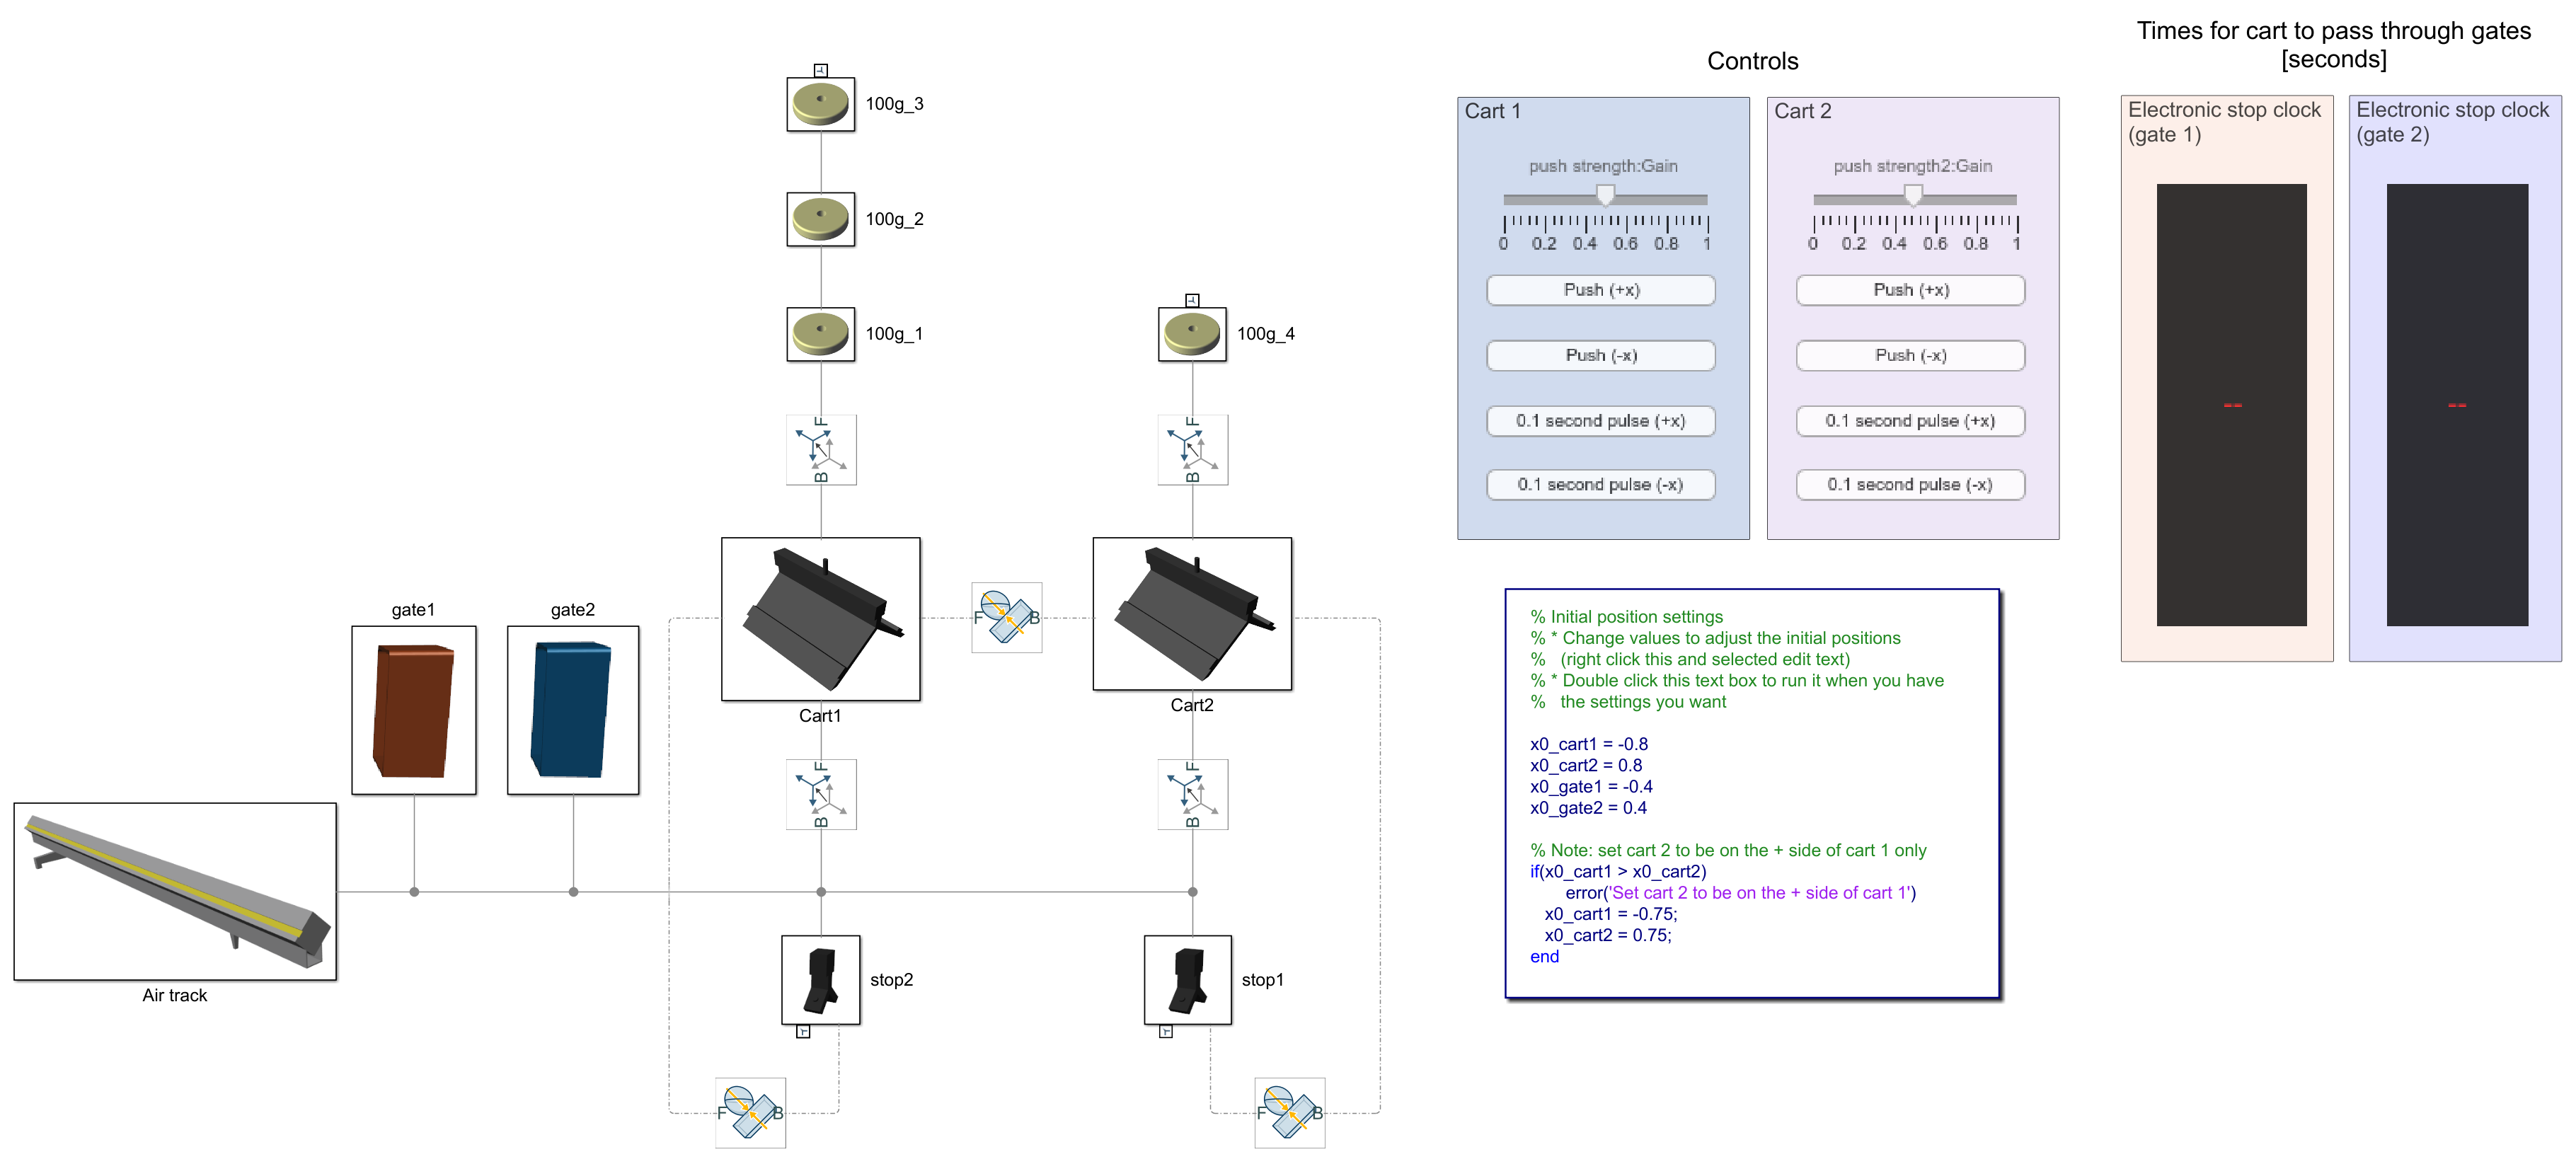 Times for cart to pass through gates
[seconds]
Controls
100g_3
100g_2
100g_1
100g_4
F
B
F
B
gate1
gate2
F
B
Cart1
Cart2
F
B
F
B
Air track
stop2
stop1
F
B
F
B
Cart 1
push strength:Gain
0 0.2 0.4 0.6 0.8 1
Push (+x)
Push (-x)
0.1 second pulse (+x)
0.1 second pulse (-x)
Cart 2
push strength2:Gain
0 0.2 0.4 0.6 0.8 1
Push (+x)
Push (-x)
0.1 second pulse (+x)
0.1 second pulse (-x)
Electronic stop clock
(gate 1)
--
Electronic stop clock
(gate 2)
--
% Initial position settings
% * Change values to adjust the initial positions
%   (right click this and selected edit text)
% * Double click this text box to run it when you have
%   the settings you want
x0_cart1 = -0.8
x0_cart2 = 0.8
x0_gate1 = -0.4
x0_gate2 = 0.4
% Note: set cart 2 to be on the + side of cart 1 only
if(x0_cart1 > x0_cart2)
error('Set cart 2 to be on the + side of cart 1')
x0_cart1 = -0.75;
x0_cart2 = 0.75;
end